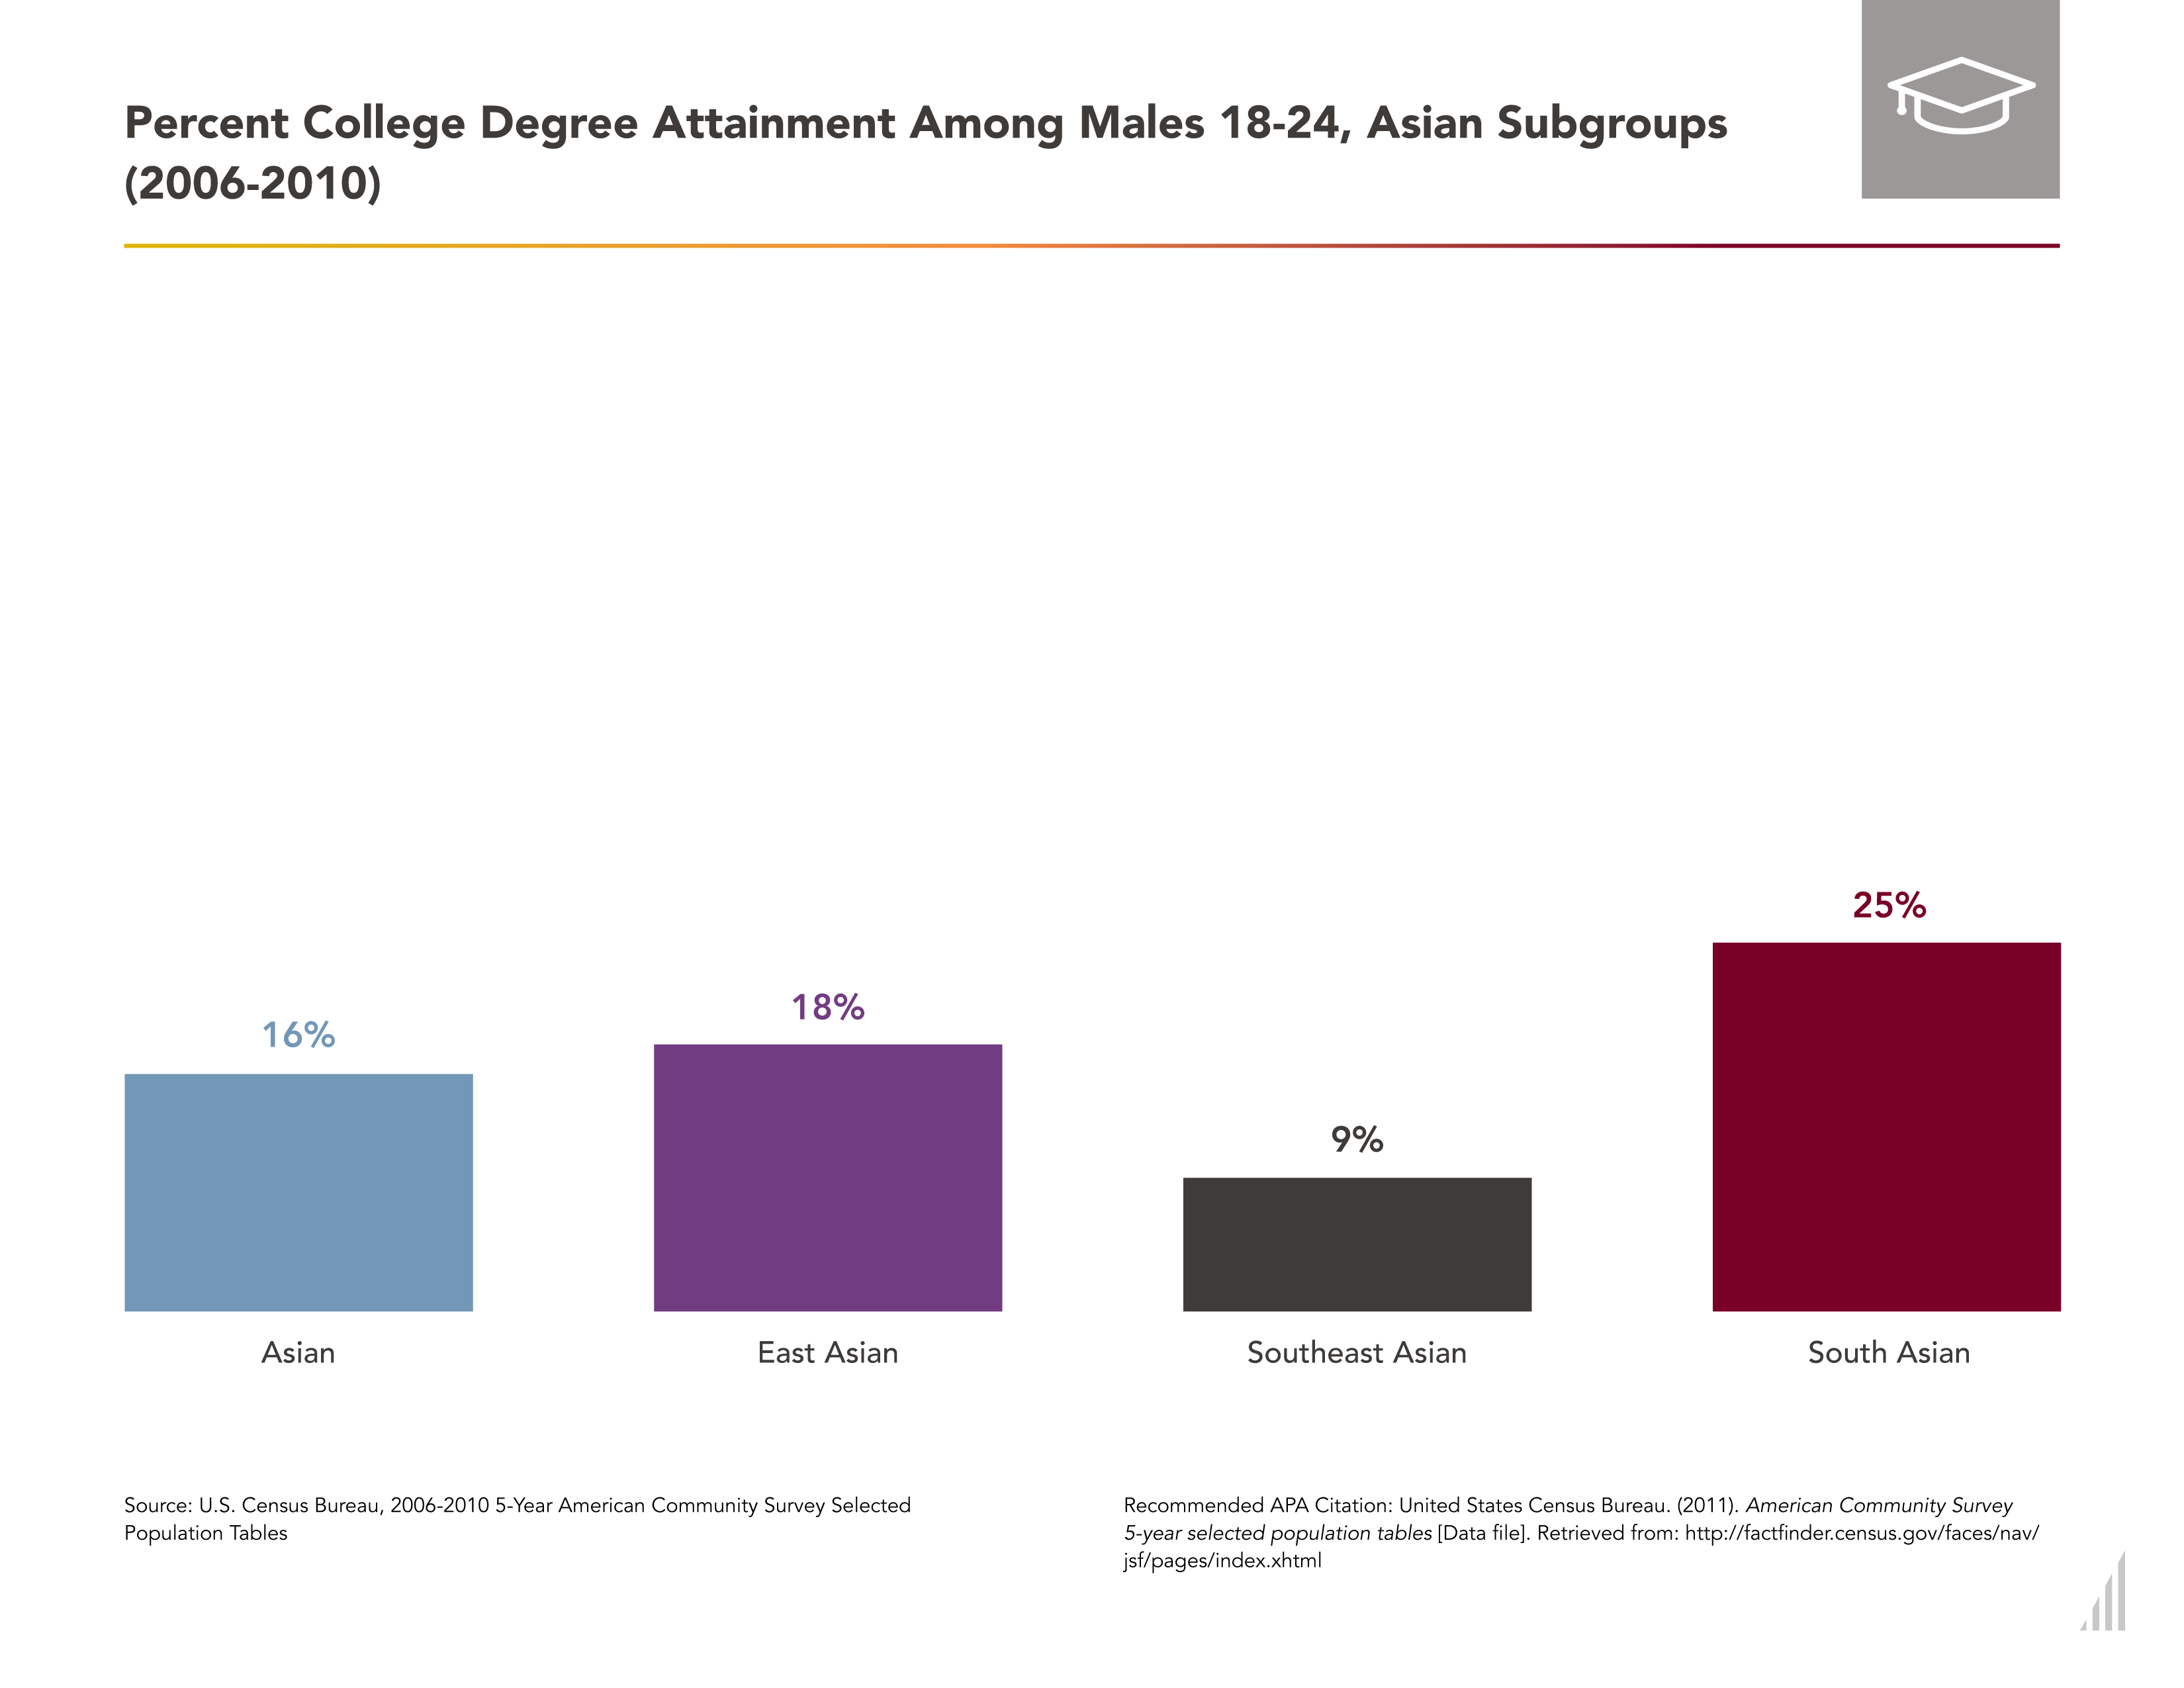 Percent College Degree Attainment Among Males 18-24, Asian Subgroups
(2006-2010)
25%
18%
16%
9%
Asian
East Asian
Southeast Asian
South Asian
Source: U.S. Census Bureau, 2006-2010 5-Year American Community Survey Selected
Population Tables
Recommended APA Citation: United States Census Bureau. (2011). American Community Survey
5-year selected population tables [Data file]. Retrieved from: http://factfinder.census.gov/faces/nav/
jsf/pages/index.xhtml